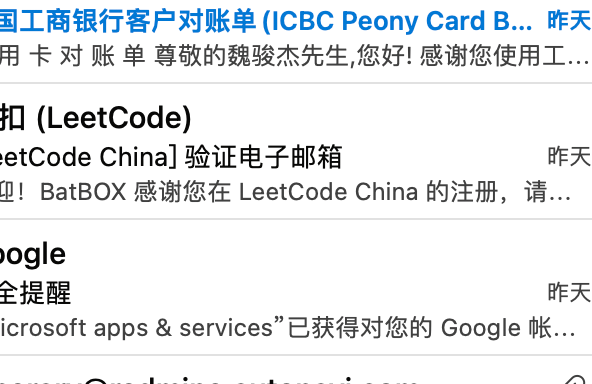 国工商银行客户对账单 (ICBC Peony Card B... 昨天
用 卡 对 账 单 尊敬的魏骏杰先生,您好! 感谢您使用工...
扣 (LeetCode)
eetCode China] 验证电子邮箱 昨天
迎！BatBOX 感谢您在 LeetCode China 的注册，请...
oogle
全提醒 昨天
icrosoft apps & services”已获得对您的 Google 帐...